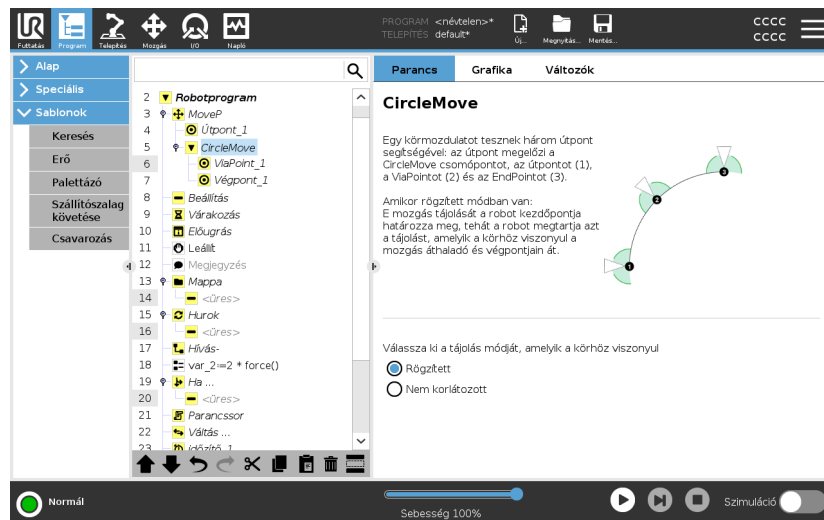 Futtatás
Program
Telepítés
Mozgás
I/O
Napló
PROGRAM <névtelen>*
TELEPÍTÉS default*
Új...
Megnyitás...
Mentés...
cccc
cccc
Alap
Speciális
Sablonok
Keresés
Erő
Palettázó
Szállítószalag
követése
Csavarozás
2 Robotprogram
3 MoveP
4 Útpont_1
5 CircleMove
6 ViaPoint_1
7 Végpont_1
8 Beállítás
9 Várakozás
10 Előugrás
11 Leállít
12 Megjegyzés
13 Mappa
14 <üres>
15 Hurok
16 <üres>
17 Hívás-
18 var_2≔2 * force()
19 Ha ...
20 <üres>
21 Parancssor
22 Váltás ...
23 Időzítő_1
Parancs
Grafika
Változók
CircleMove
Egy körmozdulatot tesznek három útpont
segítségével: az útpont megelőzi a
CircleMove csomópontot, az útpontot (1),
a ViaPointot (2) és az EndPointot (3).
Amikor rögzített módban van:
E mozgás tájolását a robot kezdőpontja
határozza meg, tehát a robot megtartja azt
a tájolást, amelyik a körhöz viszonyul a
mozgás áthaladó és végpontjain át.
1
2
3
Válassza ki a tájolás módját, amelyik a körhöz viszonyul
Rögzített
Nem korlátozott
Normál
Sebesség 100%
Szimuláció